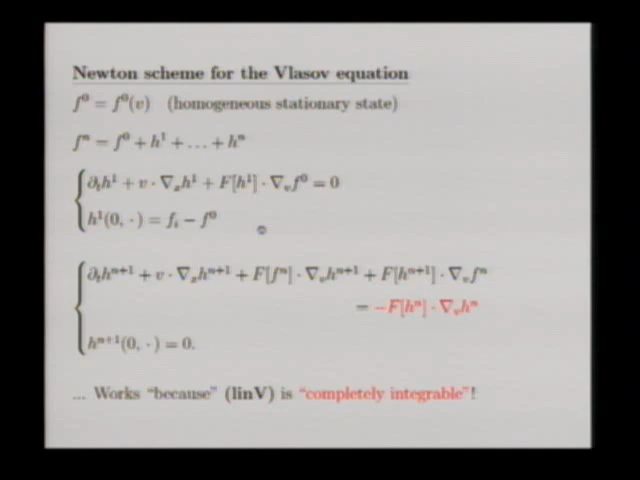 Newton scheme for the Vlasov equation
f⁰ = f⁰(v) (homogeneous stationary state)
fⁿ = f⁰ + h¹ + … + hⁿ
∂ₜh¹ + v · ∇ₓh¹ + F[h¹] · ∇ᵥf⁰ = 0
h¹(0, · ) = fᵢ − f⁰
∂ₜhⁿ⁺¹ + v · ∇ₓhⁿ⁺¹ + F[fⁿ] · ∇ᵥhⁿ⁺¹ + F[hⁿ⁺¹] · ∇ᵥfⁿ
= −F[hⁿ] · ∇ᵥhⁿ
hⁿ⁺¹(0, · ) = 0.
... Works “because” (linV) is “completely integrable”!